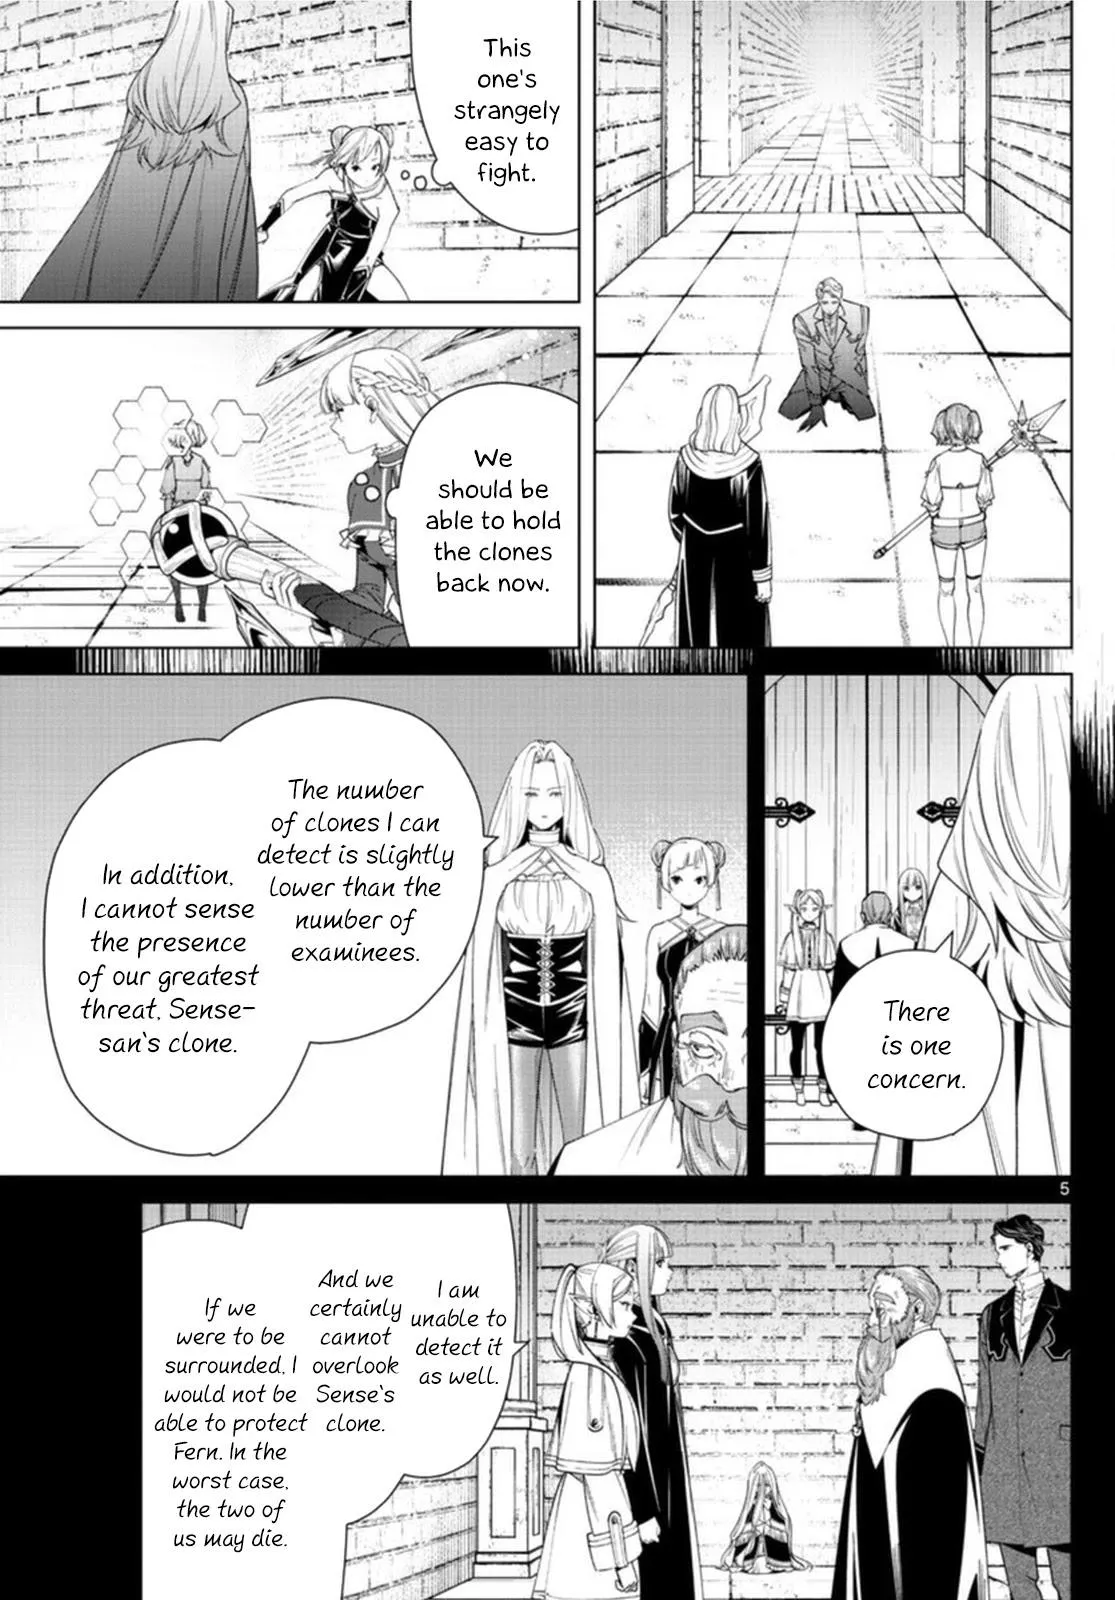 This
one's
strangely
easy to
fight.
We
should be
able to hold
the clones
back now.
There
is one
concern.
The number
of clones I can
detect is slightly
lower than the
number of
examinees.
In addition,
I cannot sense
the presence
of our greatest
threat, Sense-
san`s clone.
5
I am
unable to
detect it
as well.
And we
certainly
cannot
overlook
Sense`s
clone.
If we
were to be
surrounded, I
would not be
able to protect
Fern. In the
worst case,
the two of
us may die.